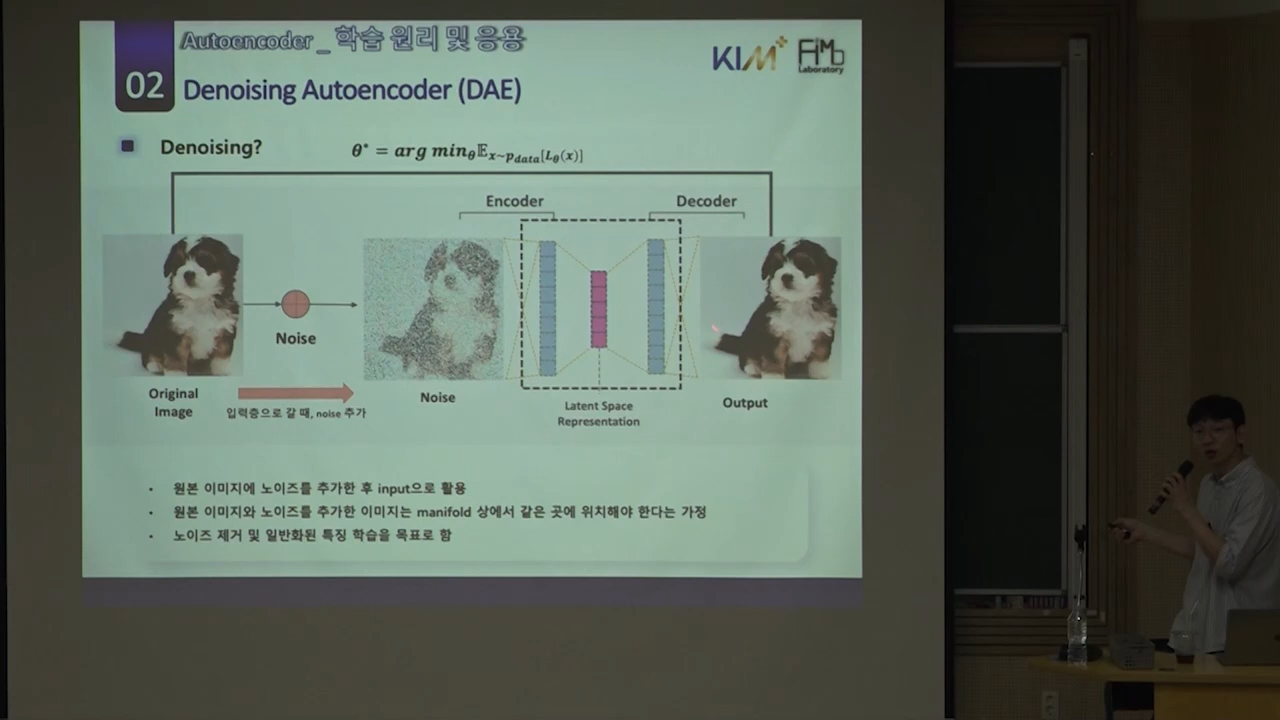 Autoencoder _ 학습 원리 및 응용
KIM+
FAMb
Laboratory
02
Denoising Autoencoder (DAE)
Denoising?
θ* = arg minθ𝔼x~pdata[Lθ(x)]
Encoder
Decoder
Noise
Original
Image
입력층으로 갈 때, noise 추가
Noise
Latent Space
Representation
Output
• 원본 이미지에 노이즈를 추가한 후 input으로 활용
• 원본 이미지와 노이즈를 추가한 이미지는 manifold 상에서 같은 곳에 위치해야 한다는 가정
• 노이즈 제거 및 일반화된 특징 학습을 목표로 함